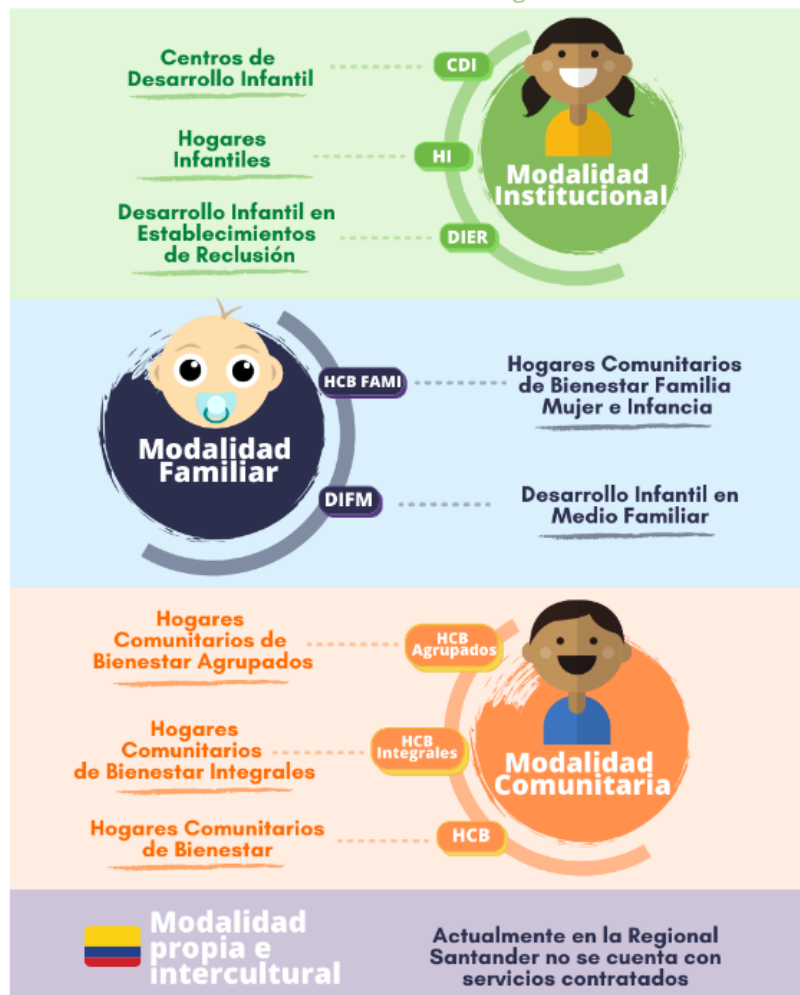 Centros de
Desarrollo Infantil
CDI
Hogares
Infantiles
HI
Desarrollo Infantil en
Establecimientos
de Reclusión
DIER
Modalidad
Institucional
Modalidad
Familiar
HCB FAMI
Hogares Comunitarios
de Bienestar Familia
Mujer e Infancia
DIFM
Desarrollo Infantil en
Medio Familiar
Hogares
Comunitarios de
Bienestar Agrupados
HCB
Agrupados
Hogares
Comunitarios
de Bienestar Integrales
HCB
Integrales
Hogares Comunitarios
de Bienestar
HCB
Modalidad
Comunitaria
Modalidad
propia e
intercultural
Actualmente en la Regional
Santander no se cuenta con
servicios contratados